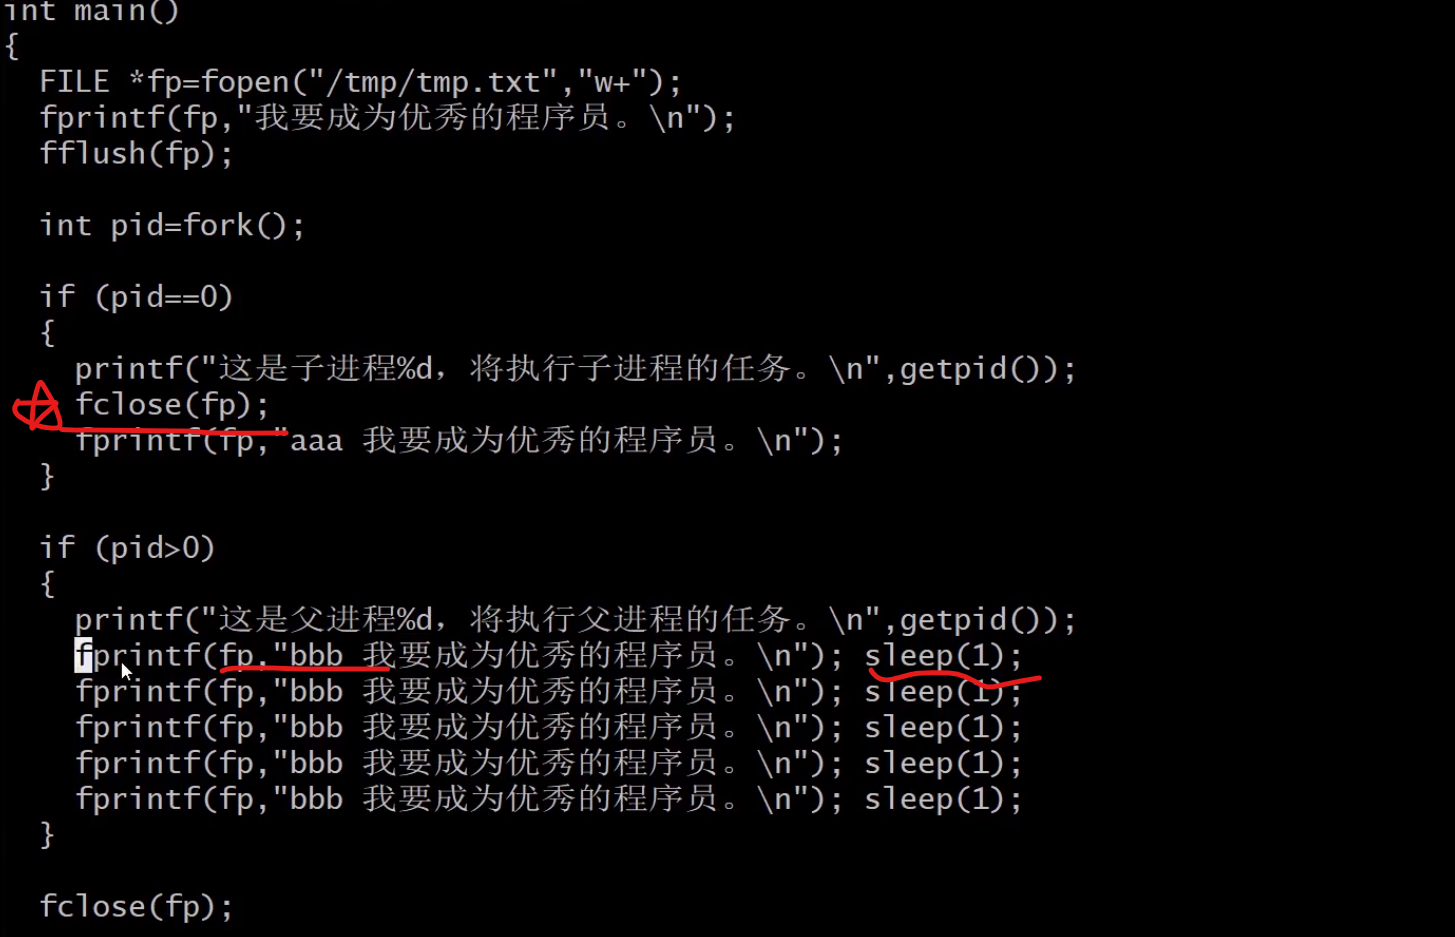 int main()
{
FILE *fp=fopen("/tmp/tmp.txt","w+");
fprintf(fp,"我要成为优秀的程序员。\n");
fflush(fp);
int pid=fork();
if (pid==0)
{
printf("这是子进程%d，将执行子进程的任务。\n",getpid());
fclose(fp);
fprintf(fp,"aaa 我要成为优秀的程序员。\n");
}
if (pid>0)
{
printf("这是父进程%d，将执行父进程的任务。\n",getpid());
fprintf(fp,"bbb 我要成为优秀的程序员。\n"); sleep(1);
fprintf(fp,"bbb 我要成为优秀的程序员。\n"); sleep(1);
fprintf(fp,"bbb 我要成为优秀的程序员。\n"); sleep(1);
fprintf(fp,"bbb 我要成为优秀的程序员。\n"); sleep(1);
fprintf(fp,"bbb 我要成为优秀的程序员。\n"); sleep(1);
}
fclose(fp);